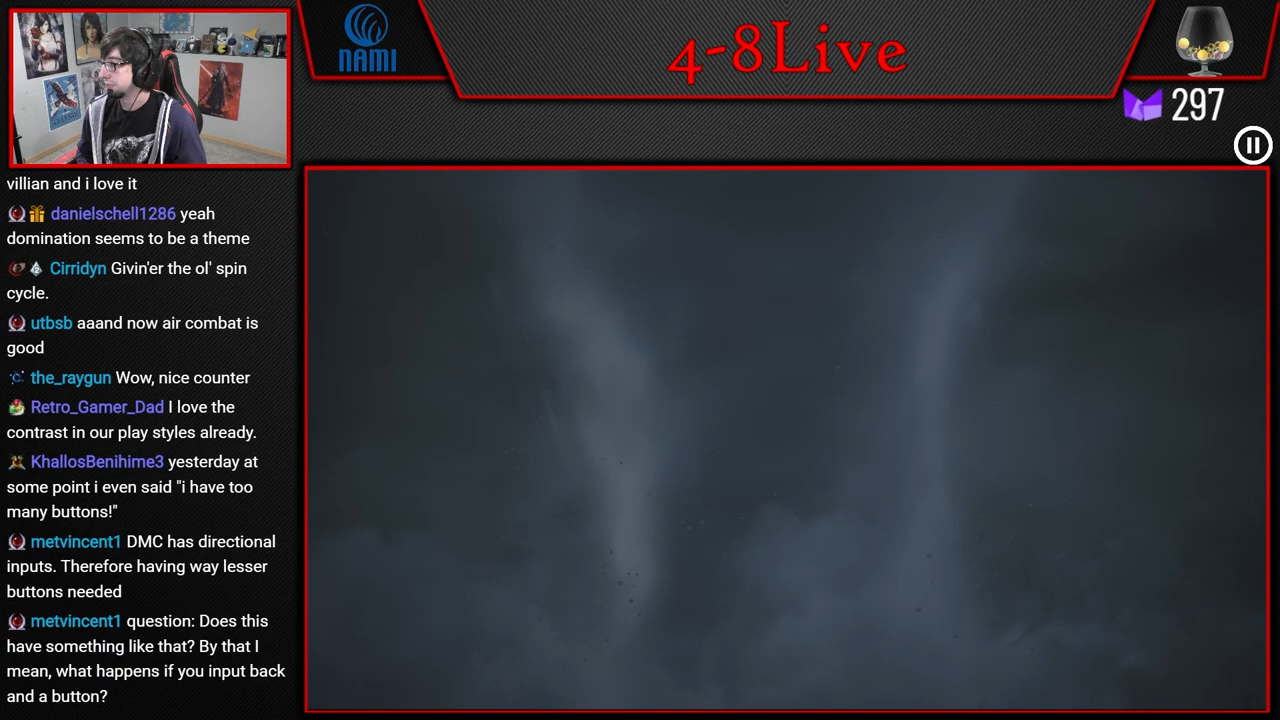 NAMI
4-8Live
297
villian and i love it
danielschell1286 yeah
domination seems to be a theme
Cirridyn Givin'er the ol' spin
cycle.
utbsb aaand now air combat is
good
the_raygun Wow, nice counter
Retro_Gamer_Dad I love the
contrast in our play styles already.
KhallosBenihime3 yesterday at
some point i even said "i have too
many buttons!"
metvincent1 DMC has directional
inputs. Therefore having way lesser
buttons needed
metvincent1 question: Does this
have something like that? By that I
mean, what happens if you input back
and a button?